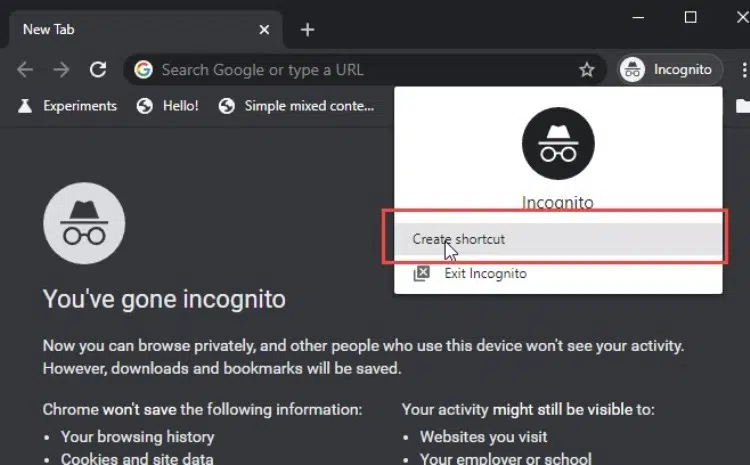 New Tab
Search Google or type a URL
Incognito
Experiments Hello! Simple mixed conte...
Incognito
Create shortcut
Exit Incognito
You've gone incognito
Now you can browse privately, and other people who use this device won't see your activity.
However, downloads and bookmarks will be saved.
Chrome won't save the following information:
• Your browsing history
• Cookies and site data
Your activity might still be visible to:
• Websites you visit
• Your employer or school